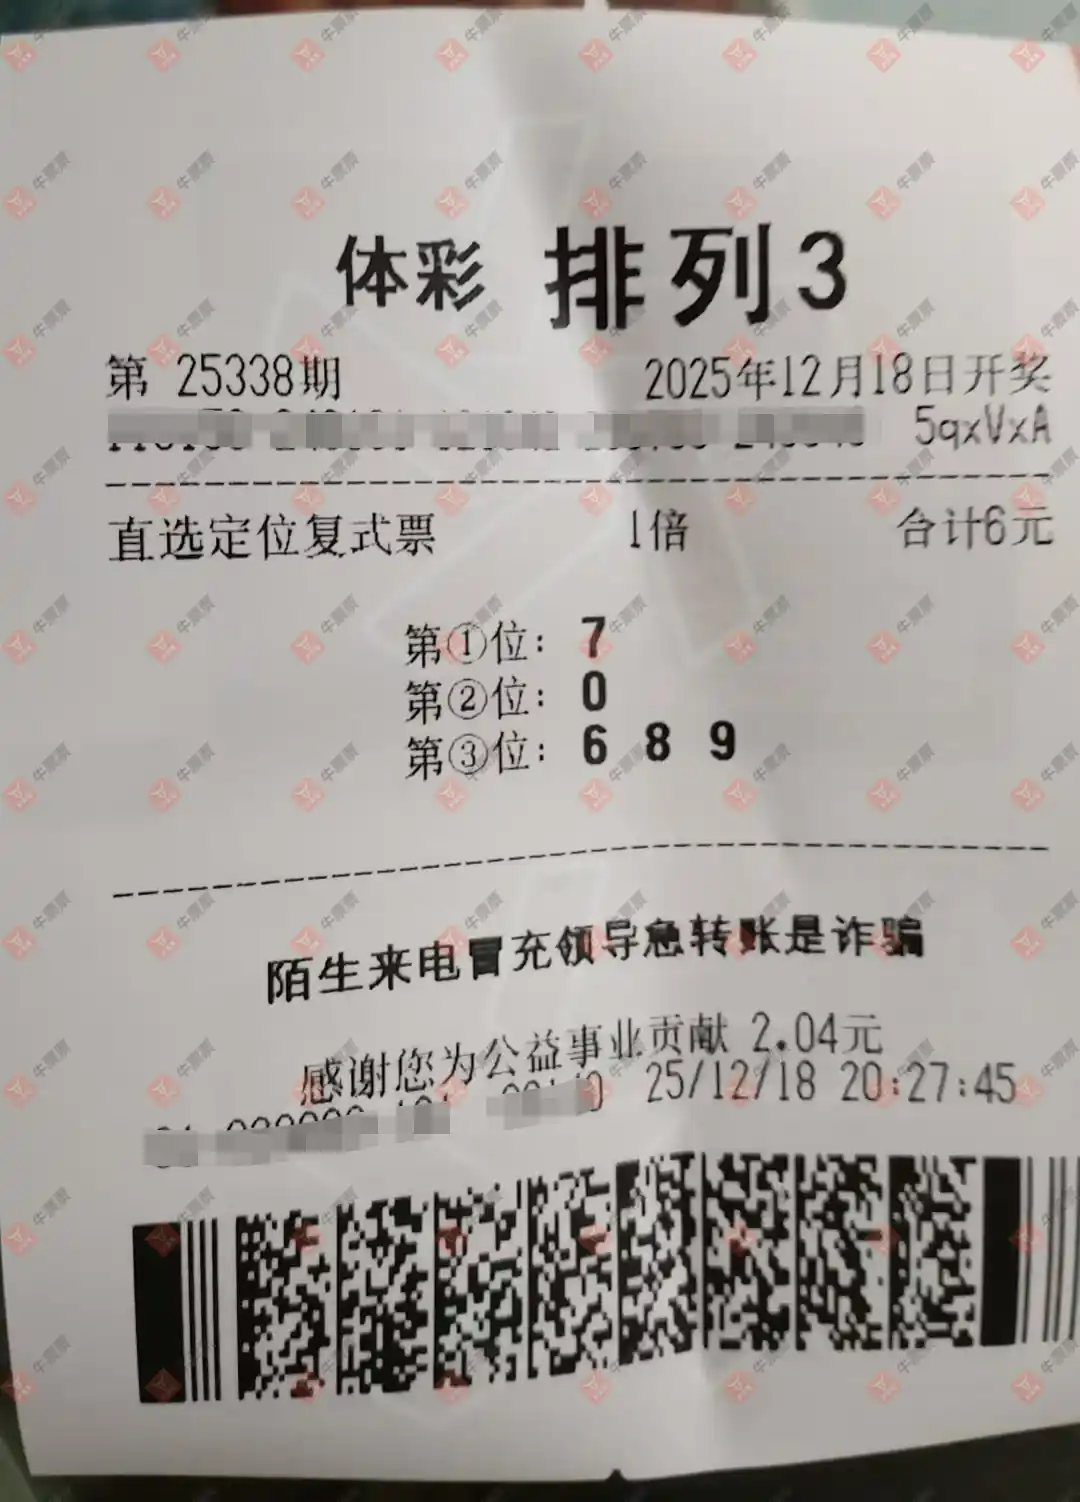 体彩 排列3
第 25338期 2025年12月18日开奖
5qxVxA
直选定位复式票 1倍 合计6元
第①位: 7
第②位: 0
第③位: 6 8 9
陌生来电冒充领导急转账是诈骗
感谢您为公益事业贡献 2.04元
25/12/18 20:27:45
牛票票